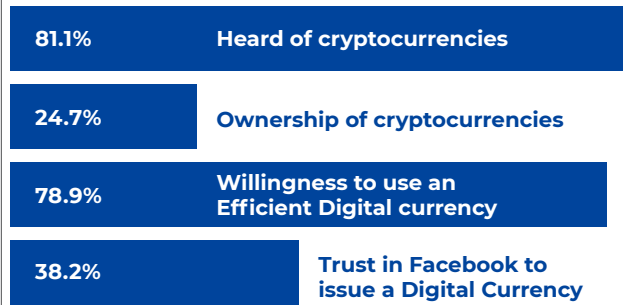 81.1% Heard of cryptocurrencies
24.7% Ownership of cryptocurrencies
78.9% Willingness to use an
Efficient Digital currency
38.2% Trust in Facebook to
issue a Digital Currency